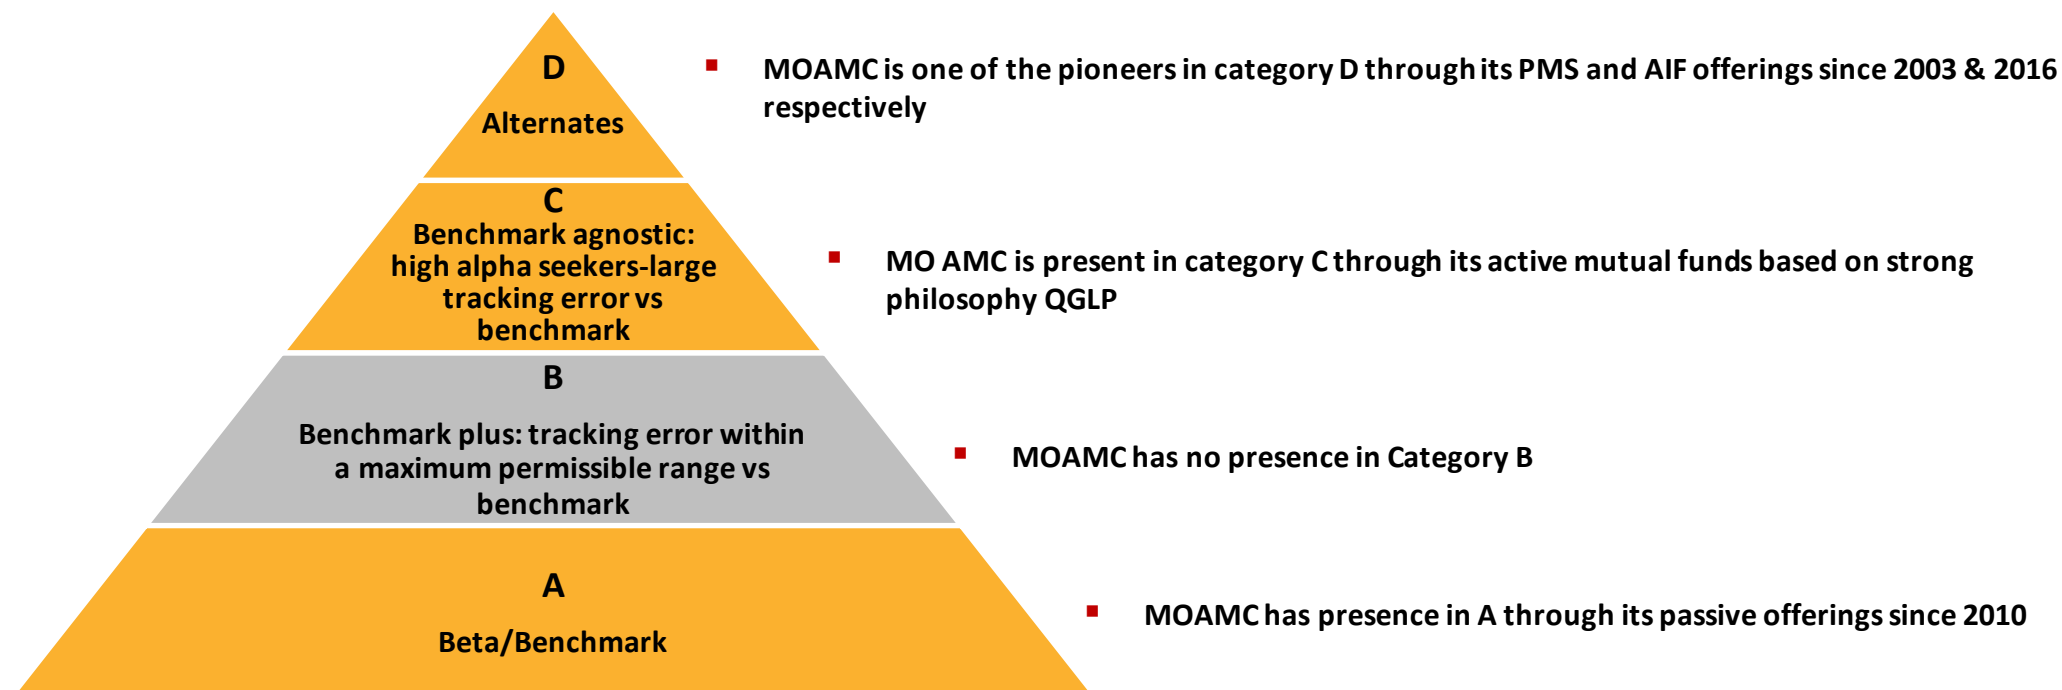 D
Alternates
MOAMC is one of the pioneers in category D through its PMS and AIF offerings since 2003 & 2016
respectively
C
Benchmark agnostic:
high alpha seekers-large
tracking error vs
benchmark
MO AMC is present in category C through its active mutual funds based on strong
philosophy QGLP
B
Benchmark plus: tracking error within
a maximum permissible range vs
benchmark
MOAMC has no presence in Category B
A
Beta/Benchmark
MOAMC has presence in A through its passive offerings since 2010